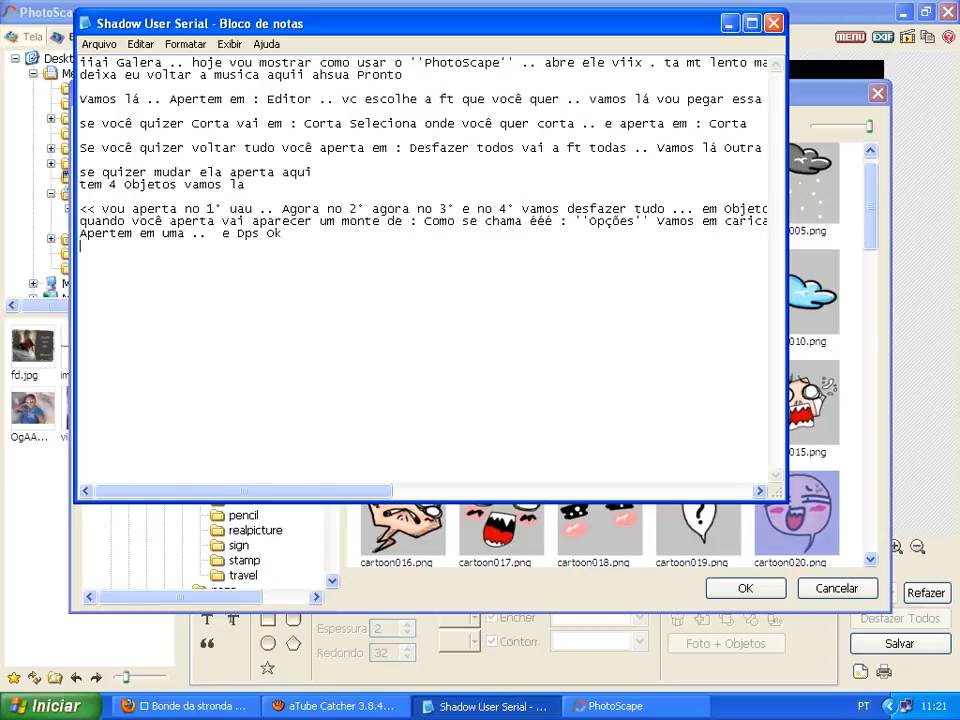 PhotoSca
Shadow User Serial - Bloco de notas
Arquivo Editar Formatar Exibir Ajuda
iiai Galera .. hoje vou mostrar como usar o ''PhotoScape'' .. abre ele viix . ta mt lento ma
deixa eu voltar a musica aquii ahsua Pronto
Vamos lá .. Apertem em : Editor .. vc escolhe a ft que você quer .. vamos lá vou pegar essa
se você quizer Corta vai em : Corta Seleciona onde você quer corta .. e aperta em : Corta
Se você quizer voltar tudo você aperta em : Desfazer todos vai a ft todas .. Vamos lá Outra
se quizer mudar ela aperta aqui
tem 4 Objetos vamos la
<< vou aperta no 1° uau .. Agora no 2° agora no 3° e no 4° vamos desfazer tudo ... em Objeto
quando você aperta vai aparecer um monte de : Como se chama ééé : ''Opções'' Vamos em carica
Apertem em uma .. e Dps Ok
Tela
MENU EXIF
Deskt
005.png
010.png
015.png
fd.jpg im
OgAA... vi
pencil
realpicture
sign
stamp
travel
cartoon016.png cartoon017.png cartoon018.png cartoon019.png cartoon020.png
OK Cancelar
Refazer
Desfazer Todos
Salvar
Espessura 2
Redondo 32
Encher
Contorr
Foto + Objetos
Iniciar
Bonde da stronda ...
aTube Catcher 3.8.4...
Shadow User Serial - ...
PhotoScape
PT
11:21